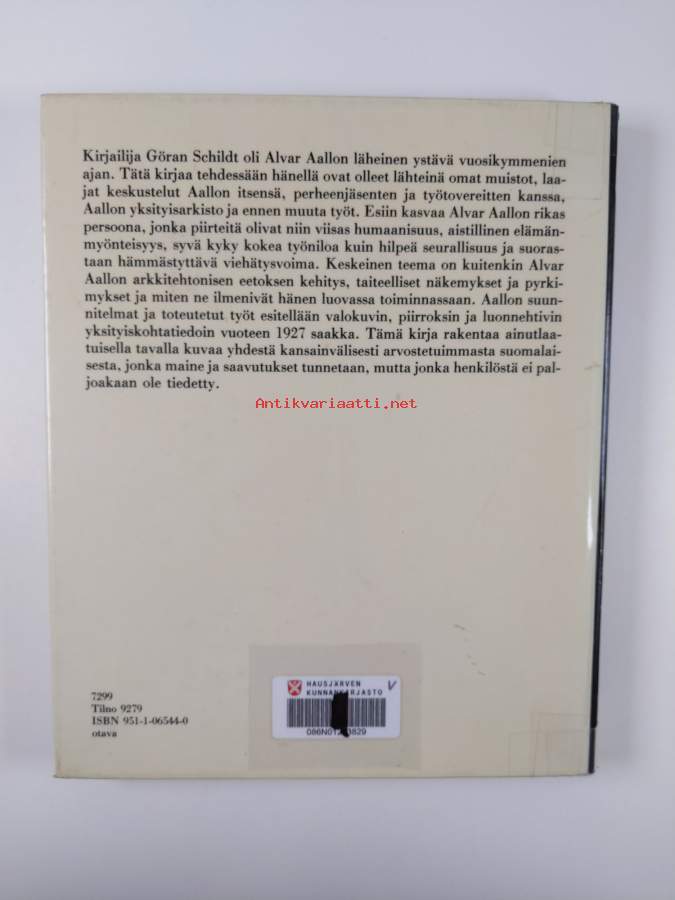 Kirjailija Göran Schildt oli Alvar Aallon läheinen ystävä vuosikymmenien
ajan. Tätä kirjaa tehdessään hänellä ovat olleet lähteinä omat muistot, laa-
jat keskustelut Aallon itsensä, perheenjäsenten ja työtovereitten kanssa,
Aallon yksityisarkisto ja ennen muuta työt. Esiin kasvaa Alvar Aallon rikas
persoona, jonka piirteitä olivat niin viisas humaanisuus, aistillinen elämän-
myönteisyys, syvä kyky kokea työniloa kuin hilpeä seurallisuus ja suoras-
taan hämmästyttävä viehätysvoima. Keskeinen teema on kuitenkin Alvar
Aallon arkkitehtonisen eetoksen kehitys, taiteelliset näkemykset ja pyrki-
mykset ja miten ne ilmenivät hänen luovassa toiminnassaan. Aallon suun-
nitelmat ja toteutetut työt esitellään valokuvin, piirroksin ja luonnehtivin
yksityiskohtatiedoin vuoteen 1927 saakka. Tämä kirja rakentaa ainutlaa-
tuisella tavalla kuvaa yhdestä kansainvälisesti arvostetuimmasta suomalai-
sesta, jonka maine ja saavutukset tunnetaan, mutta jonka henkilöstä ei pal-
joakaan ole tiedetty.
Antikvariaatti.net
7299
Tilno 9279
ISBN 951-1-06544-0
otava
HAUSJÄRVEN
KUNNANKIRJASTO
V